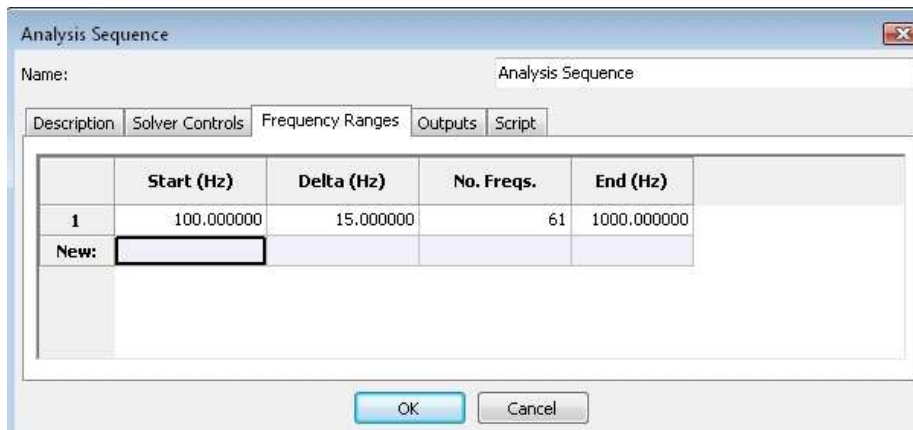 Analysis Sequence
Name: Analysis Sequence
Description Solver Controls Frequency Ranges Outputs Script
Start (Hz) Delta (Hz) No. Freqs. End (Hz)
1 100.000000 15.000000 61 1000.000000
New:
OK Cancel